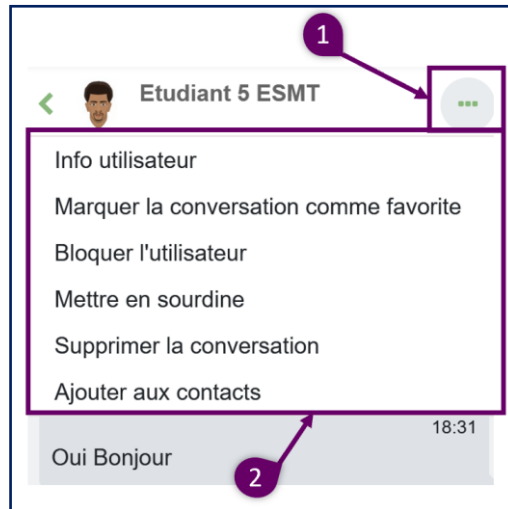 1
Etudiant 5 ESMT
Info utilisateur
Marquer la conversation comme favorite
Bloquer l'utilisateur
Mettre en sourdine
Supprimer la conversation
Ajouter aux contacts
18:31
Oui Bonjour
2